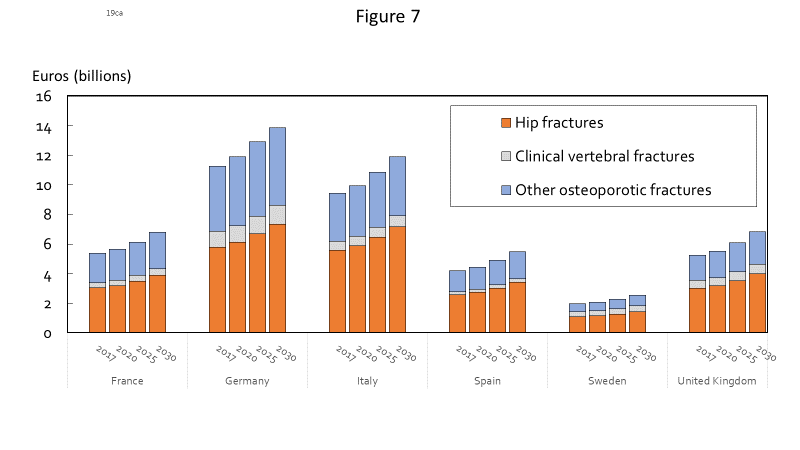 19ca
Figure 7
Euros (billions)
16
14
12
10
8
6
4
2
0
Hip fractures
Clinical vertebral fractures
Other osteoporotic fractures
2017 2020 2025 2030 2017 2020 2025 2030 2017 2020 2025 2030 2017 2020 2025 2030 2017 2020 2025 2030 2017 2020 2025 2030
France Germany Italy Spain Sweden United Kingdom